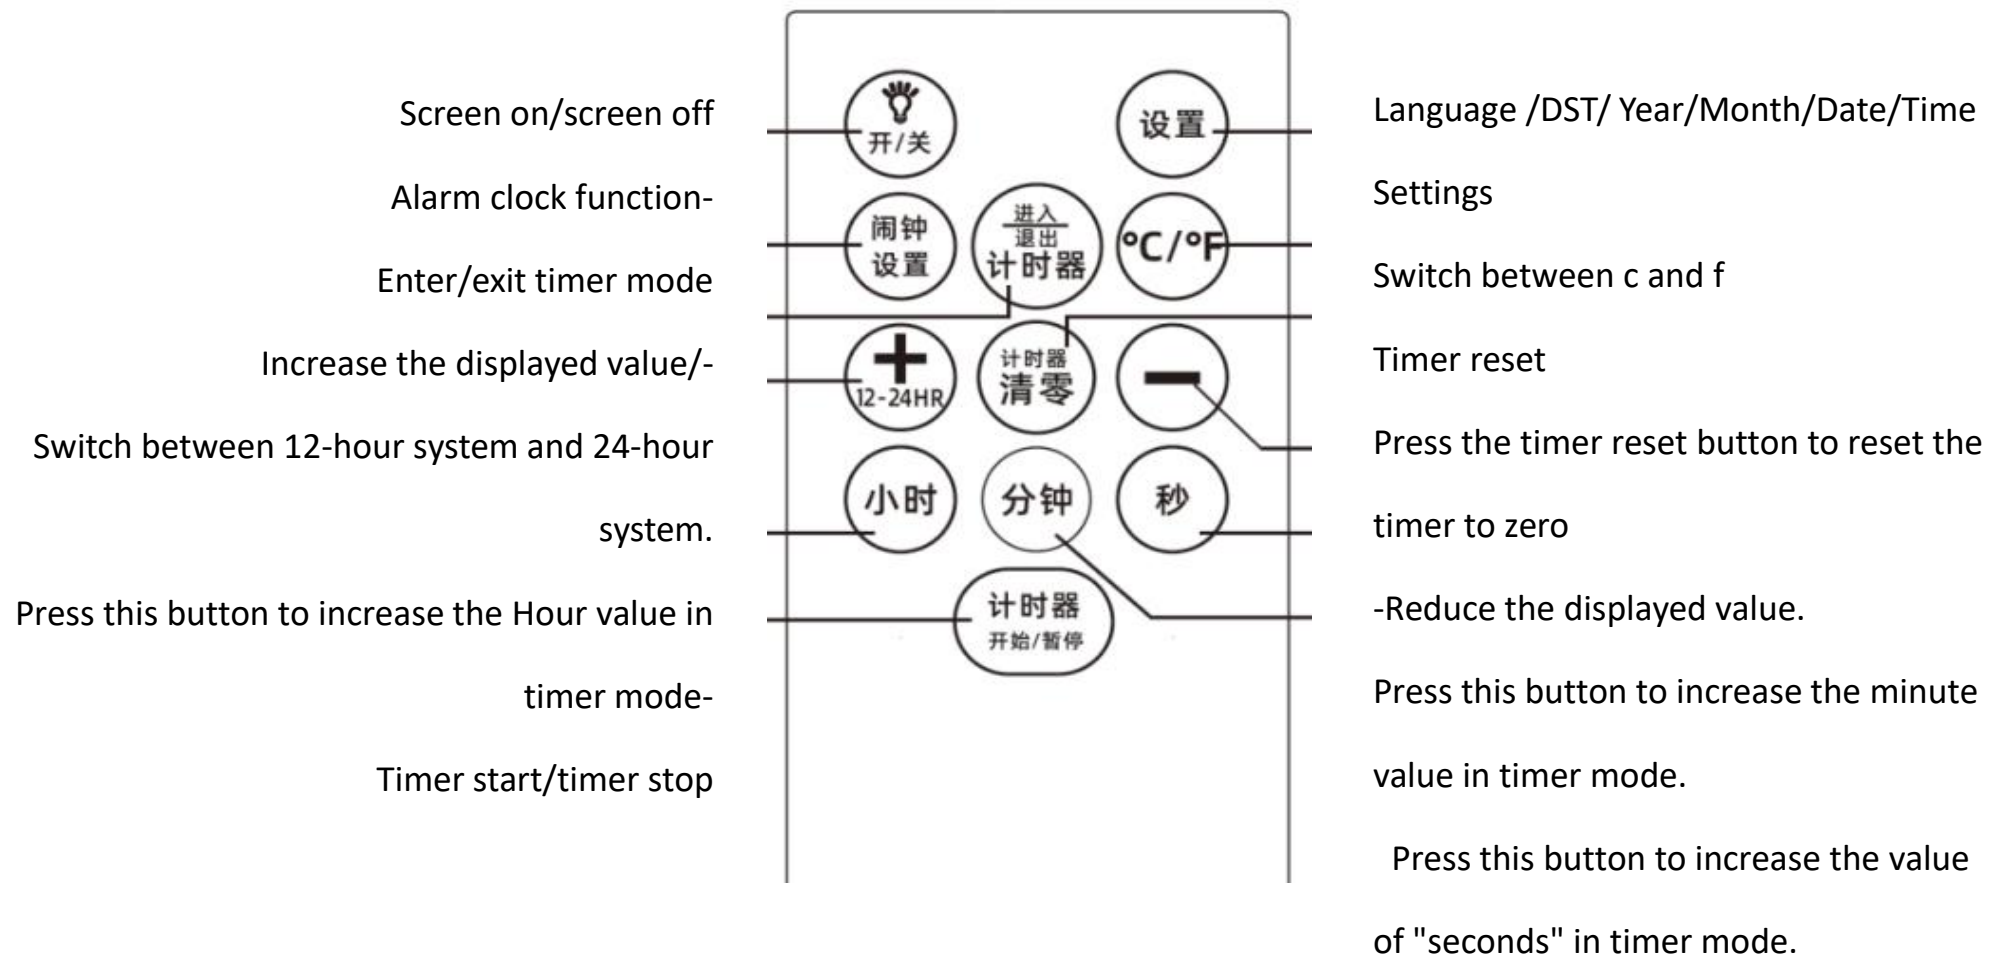 Screen on/screen off
Alarm clock function-
Enter/exit timer mode
Increase the displayed value/-
Switch between 12-hour system and 24-hour
system.
Press this button to increase the Hour value in
timer mode-
Timer start/timer stop
开/关
设置
闹钟
设置
进入
退出
计时器
°C/°F
12-24HR
计时器
清零
小时
分钟
秒
计时器
开始/暂停
Language /DST/ Year/Month/Date/Time
Settings
Switch between c and f
Timer reset
Press the timer reset button to reset the
timer to zero
-Reduce the displayed value.
Press this button to increase the minute
value in timer mode.
Press this button to increase the value
of "seconds" in timer mode.